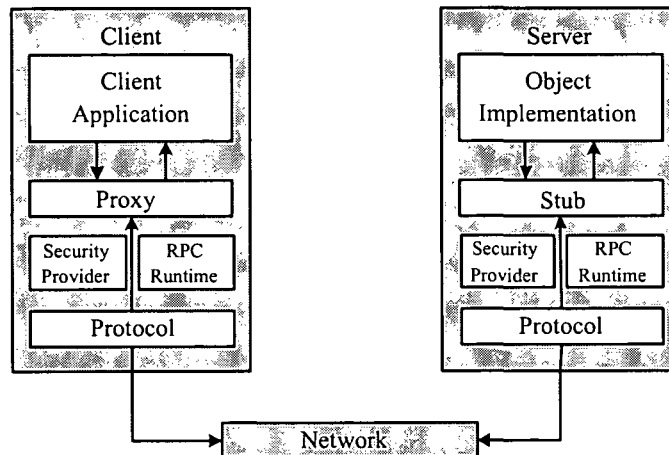 Client
Client
Application
Proxy
Security
Provider
RPC
Runtime
Protocol
Server
Object
Implementation
Stub
Security
Provider
RPC
Runtime
Protocol
Network